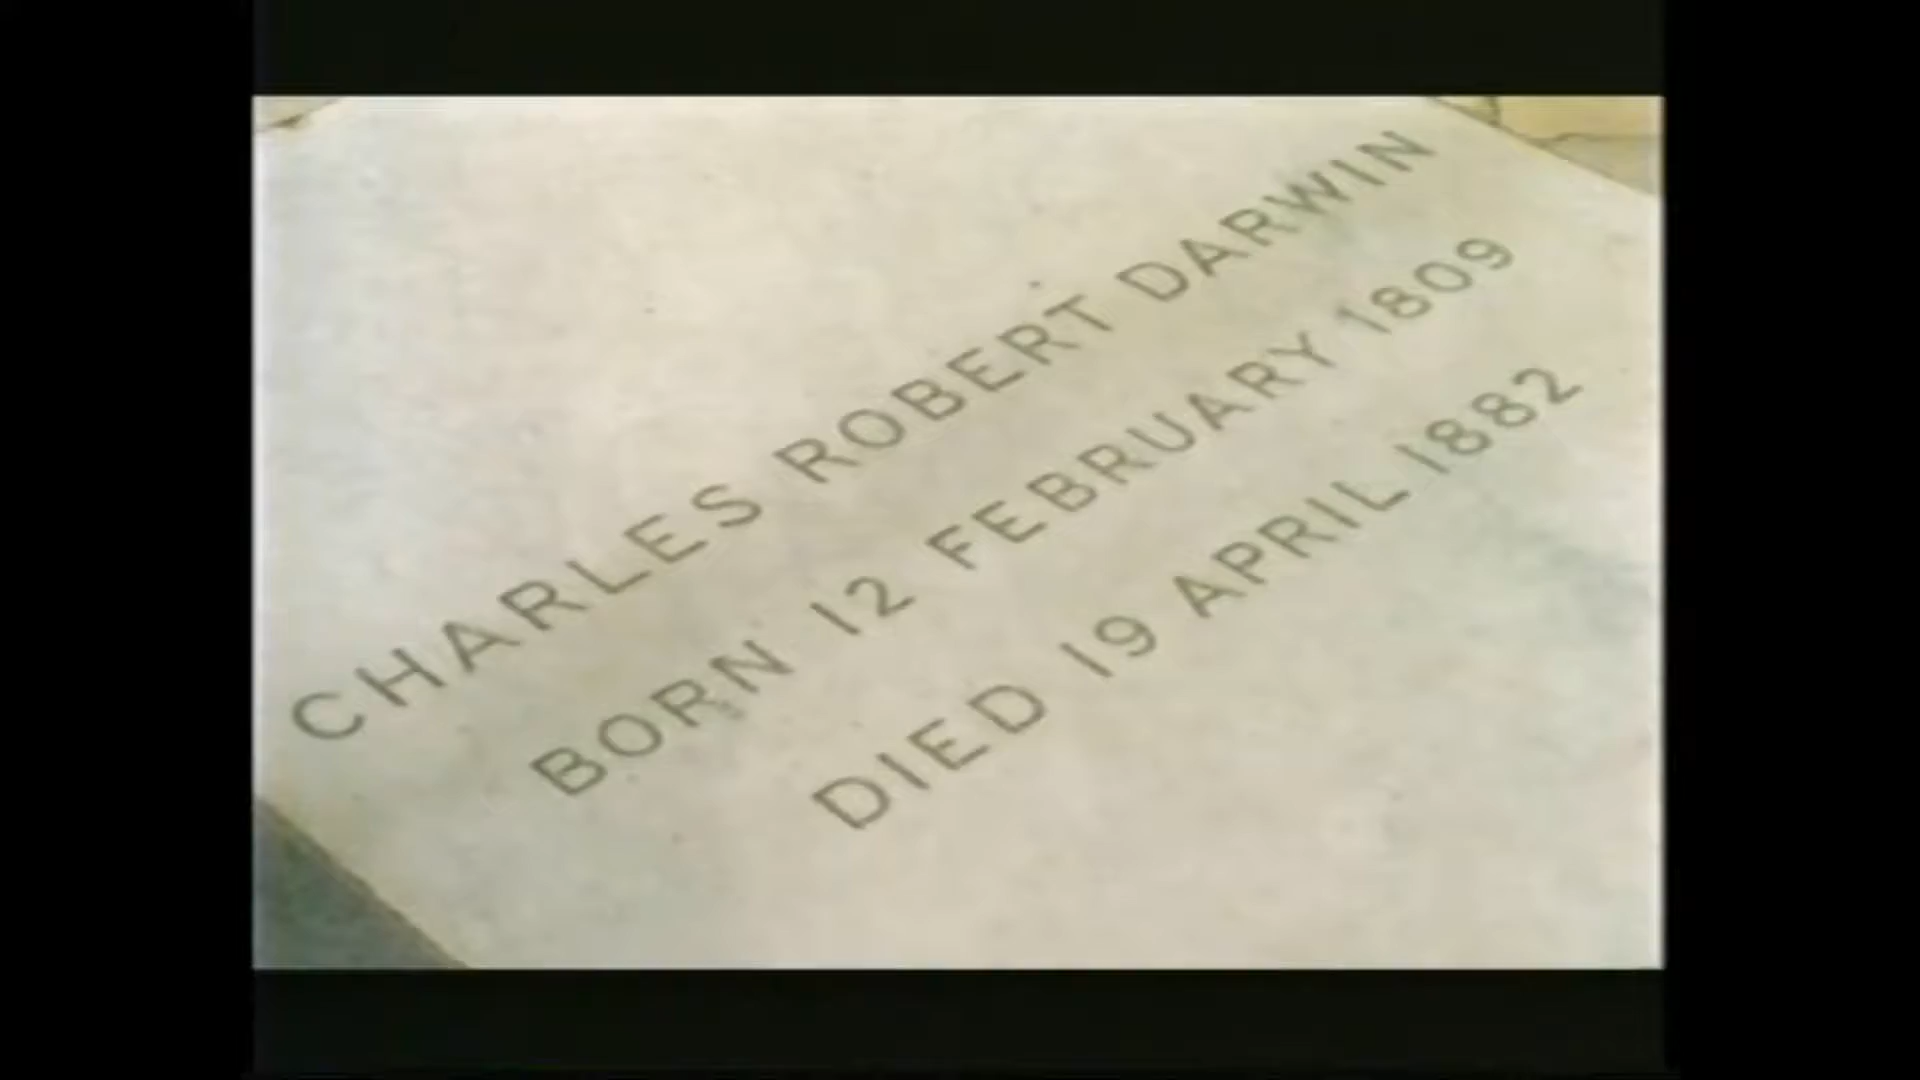 CHARLES ROBERT DARWIN
BORN 12 FEBRUARY 1809
DIED 19 APRIL 1882